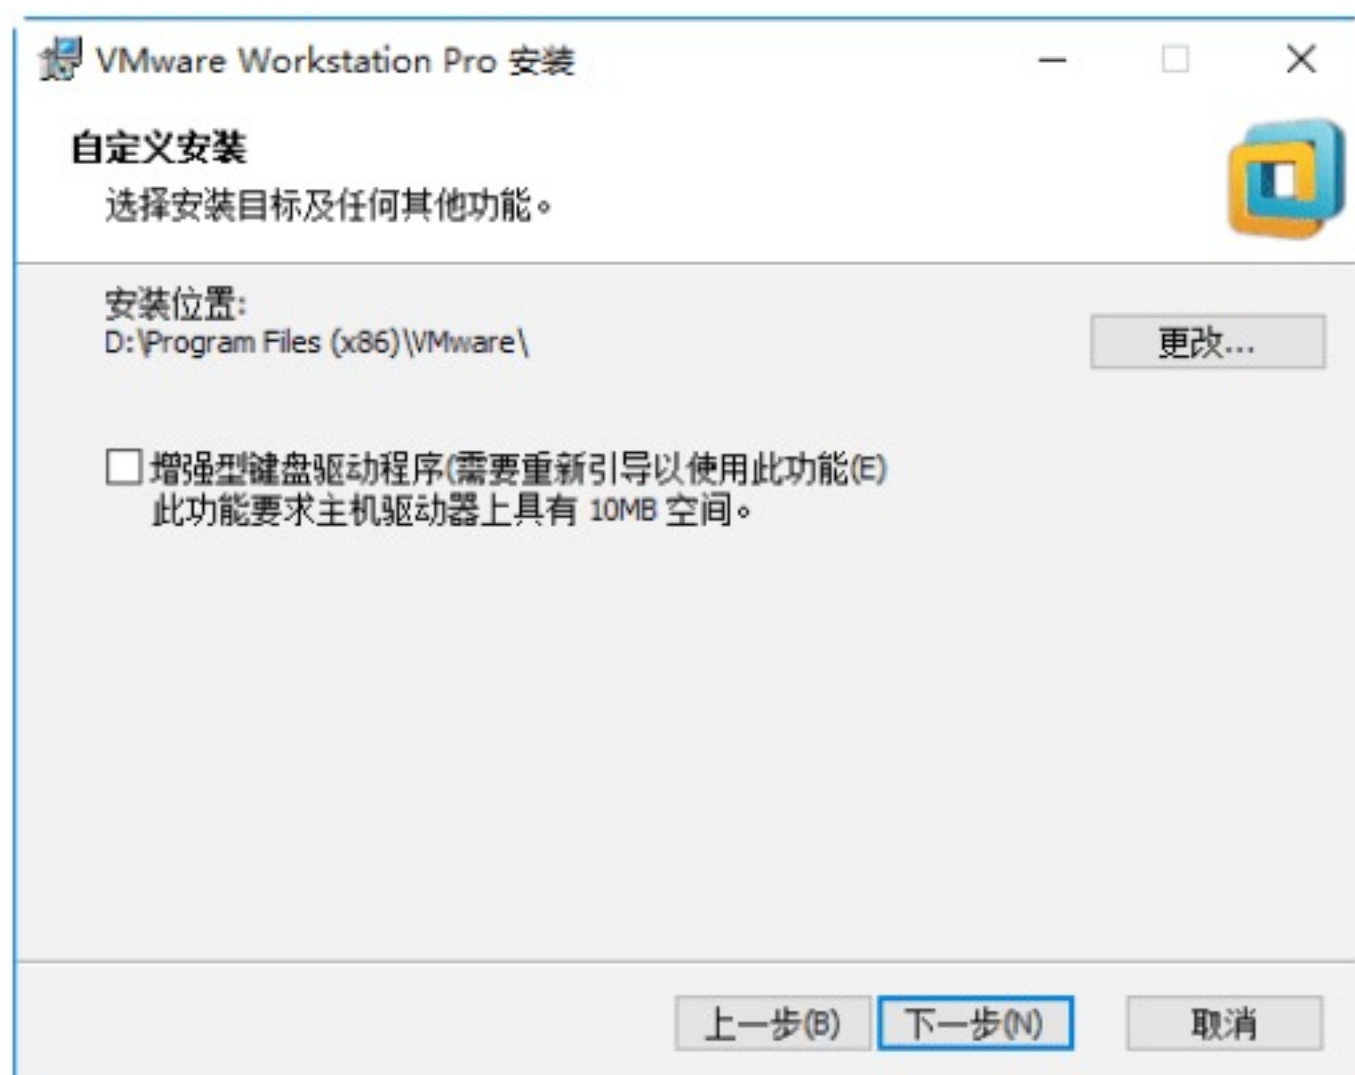 VMware Workstation Pro 安装
自定义安装
选择安装目标及任何其他功能。
安装位置:
D:\Program Files (x86)\VMware\
更改...
增强型键盘驱动程序(需要重新引导以使用此功能(E)
此功能要求主机驱动器上具有 10MB 空间。
上一步(B)
下一步(N)
取消